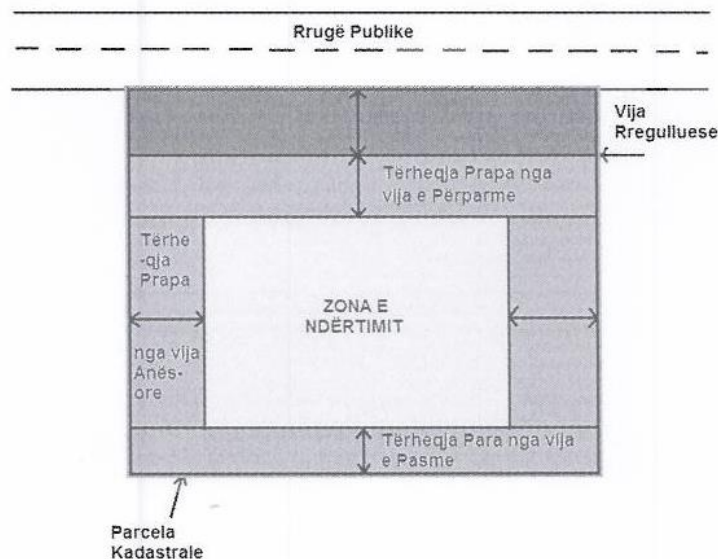 Rrugë Publike
Vija
Rregulluese
Tërheqja Prapa nga
vija e Përparme
Tërhe
-qja
Prapa
nga vija
Anës-
ore
ZONA E
NDËRTIMIT
Tërheqja Para nga vija
e Pasme
Parcela
Kadastrale